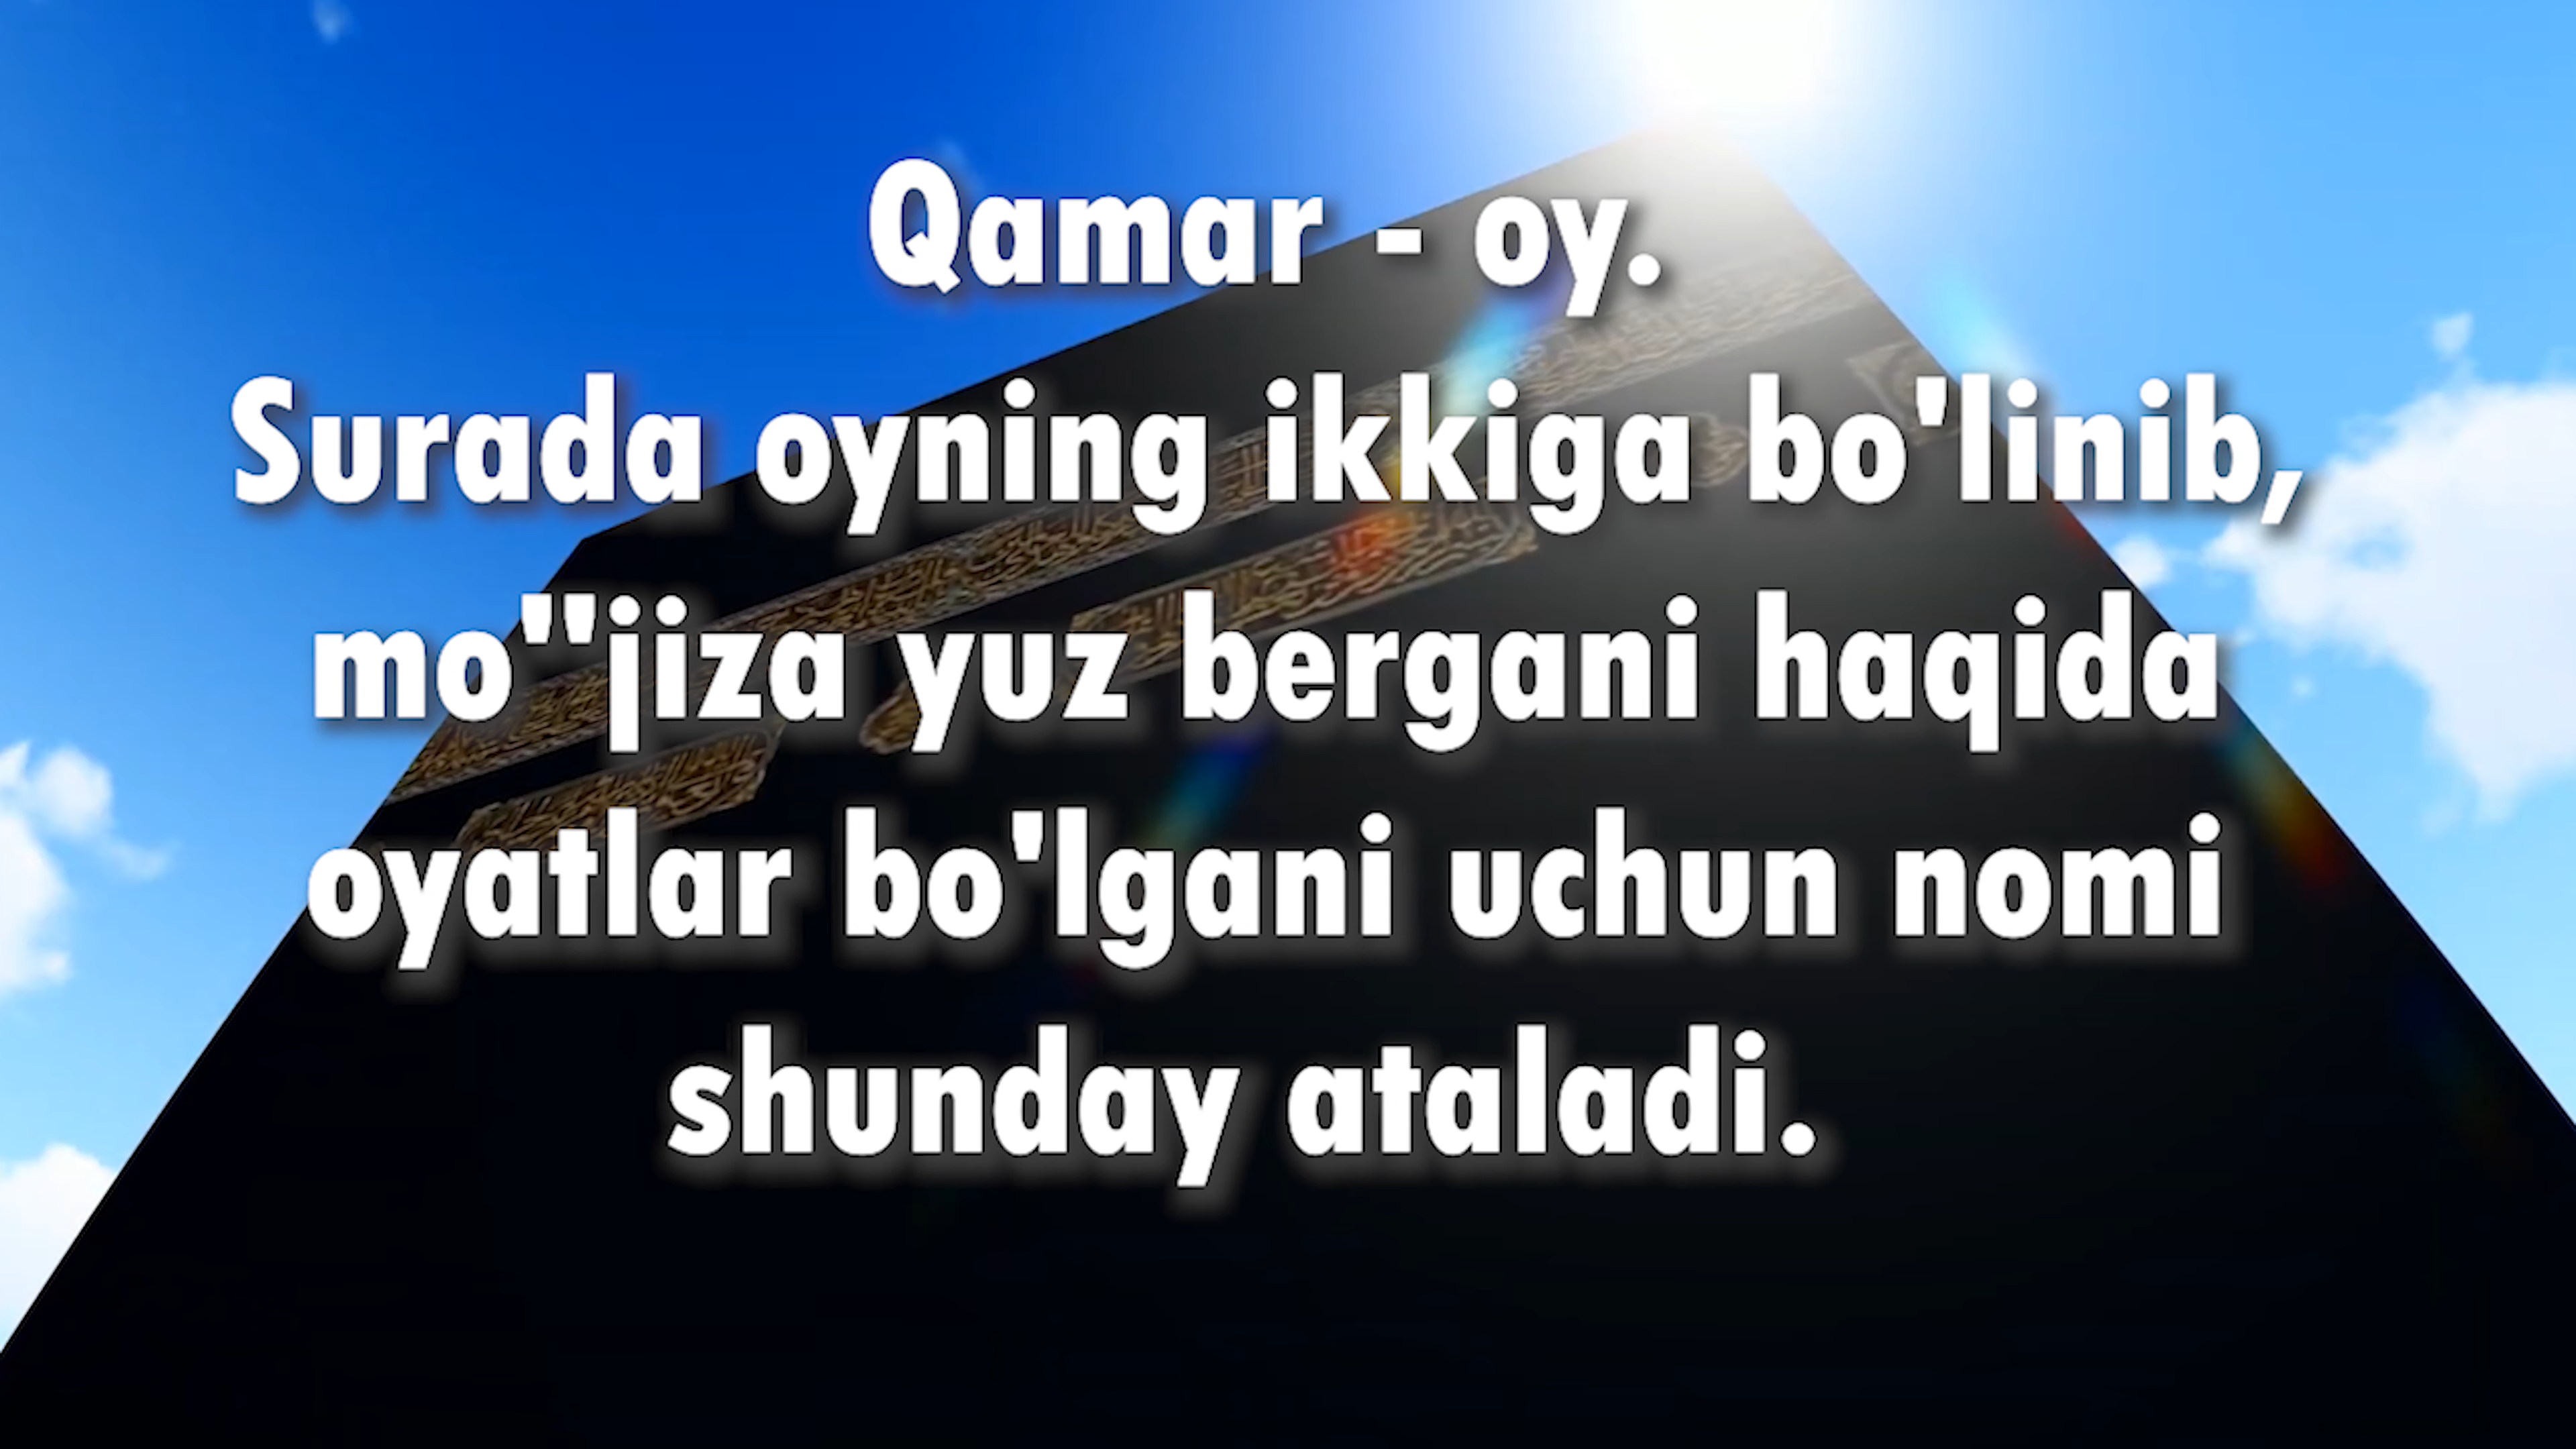 Qamar - oy.
Surada oyning ikkiga bo'linib,
mo''jiza yuz bergani haqida
oyatlar bo'lgani uchun nomi
shunday ataladi.